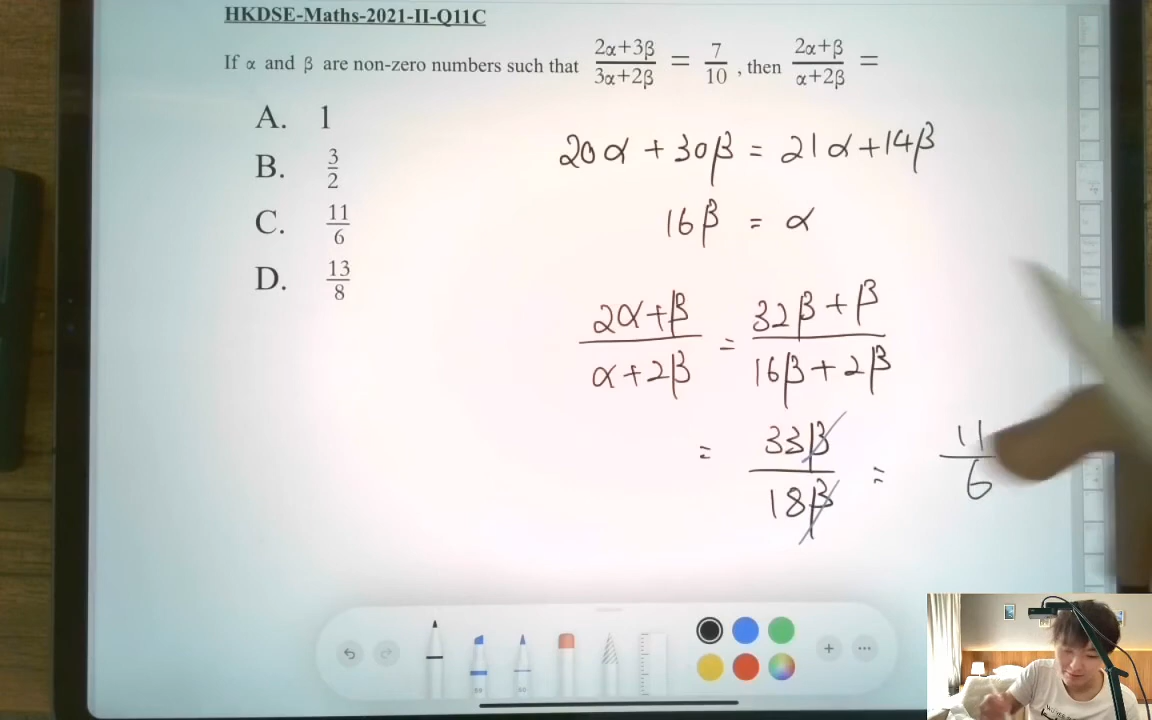 HKDSE-Maths-2021-II-Q11C
If α and β are non-zero numbers such that (2α+3β)/(3α+2β) = 7/10 , then (2α+β)/(α+2β) =
A. 1
B. 3/2
C. 11/6
D. 13/8
20α + 30β = 21α + 14β
16β = α
(2α+β)/(α+2β) = (32β+β)/(16β+2β)
= 33β/18β = 11/6